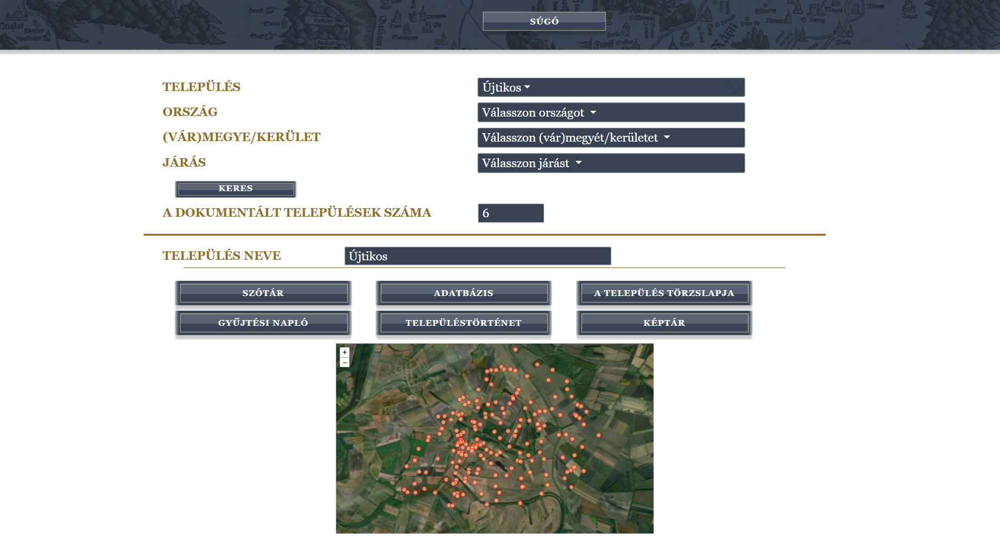 SÚGÓ
TELEPÜLÉS
Újtikos
ORSZÁG
Válasszon országot
(VÁR)MEGYE/KERÜLET
Válasszon (vár)megyét/kerületet
JÁRÁS
Válasszon járást
KERES
A DOKUMENTÁLT TELEPÜLÉSEK SZÁMA
6
TELEPÜLÉS NEVE
Újtikos
SZÓTÁR
ADATBÁZIS
A TELEPÜLÉS TÖRZSLAPJA
GYŰJTÉSI NAPLÓ
TELEPÜLÉSTÖRTÉNET
KÉPTÁR
+
−